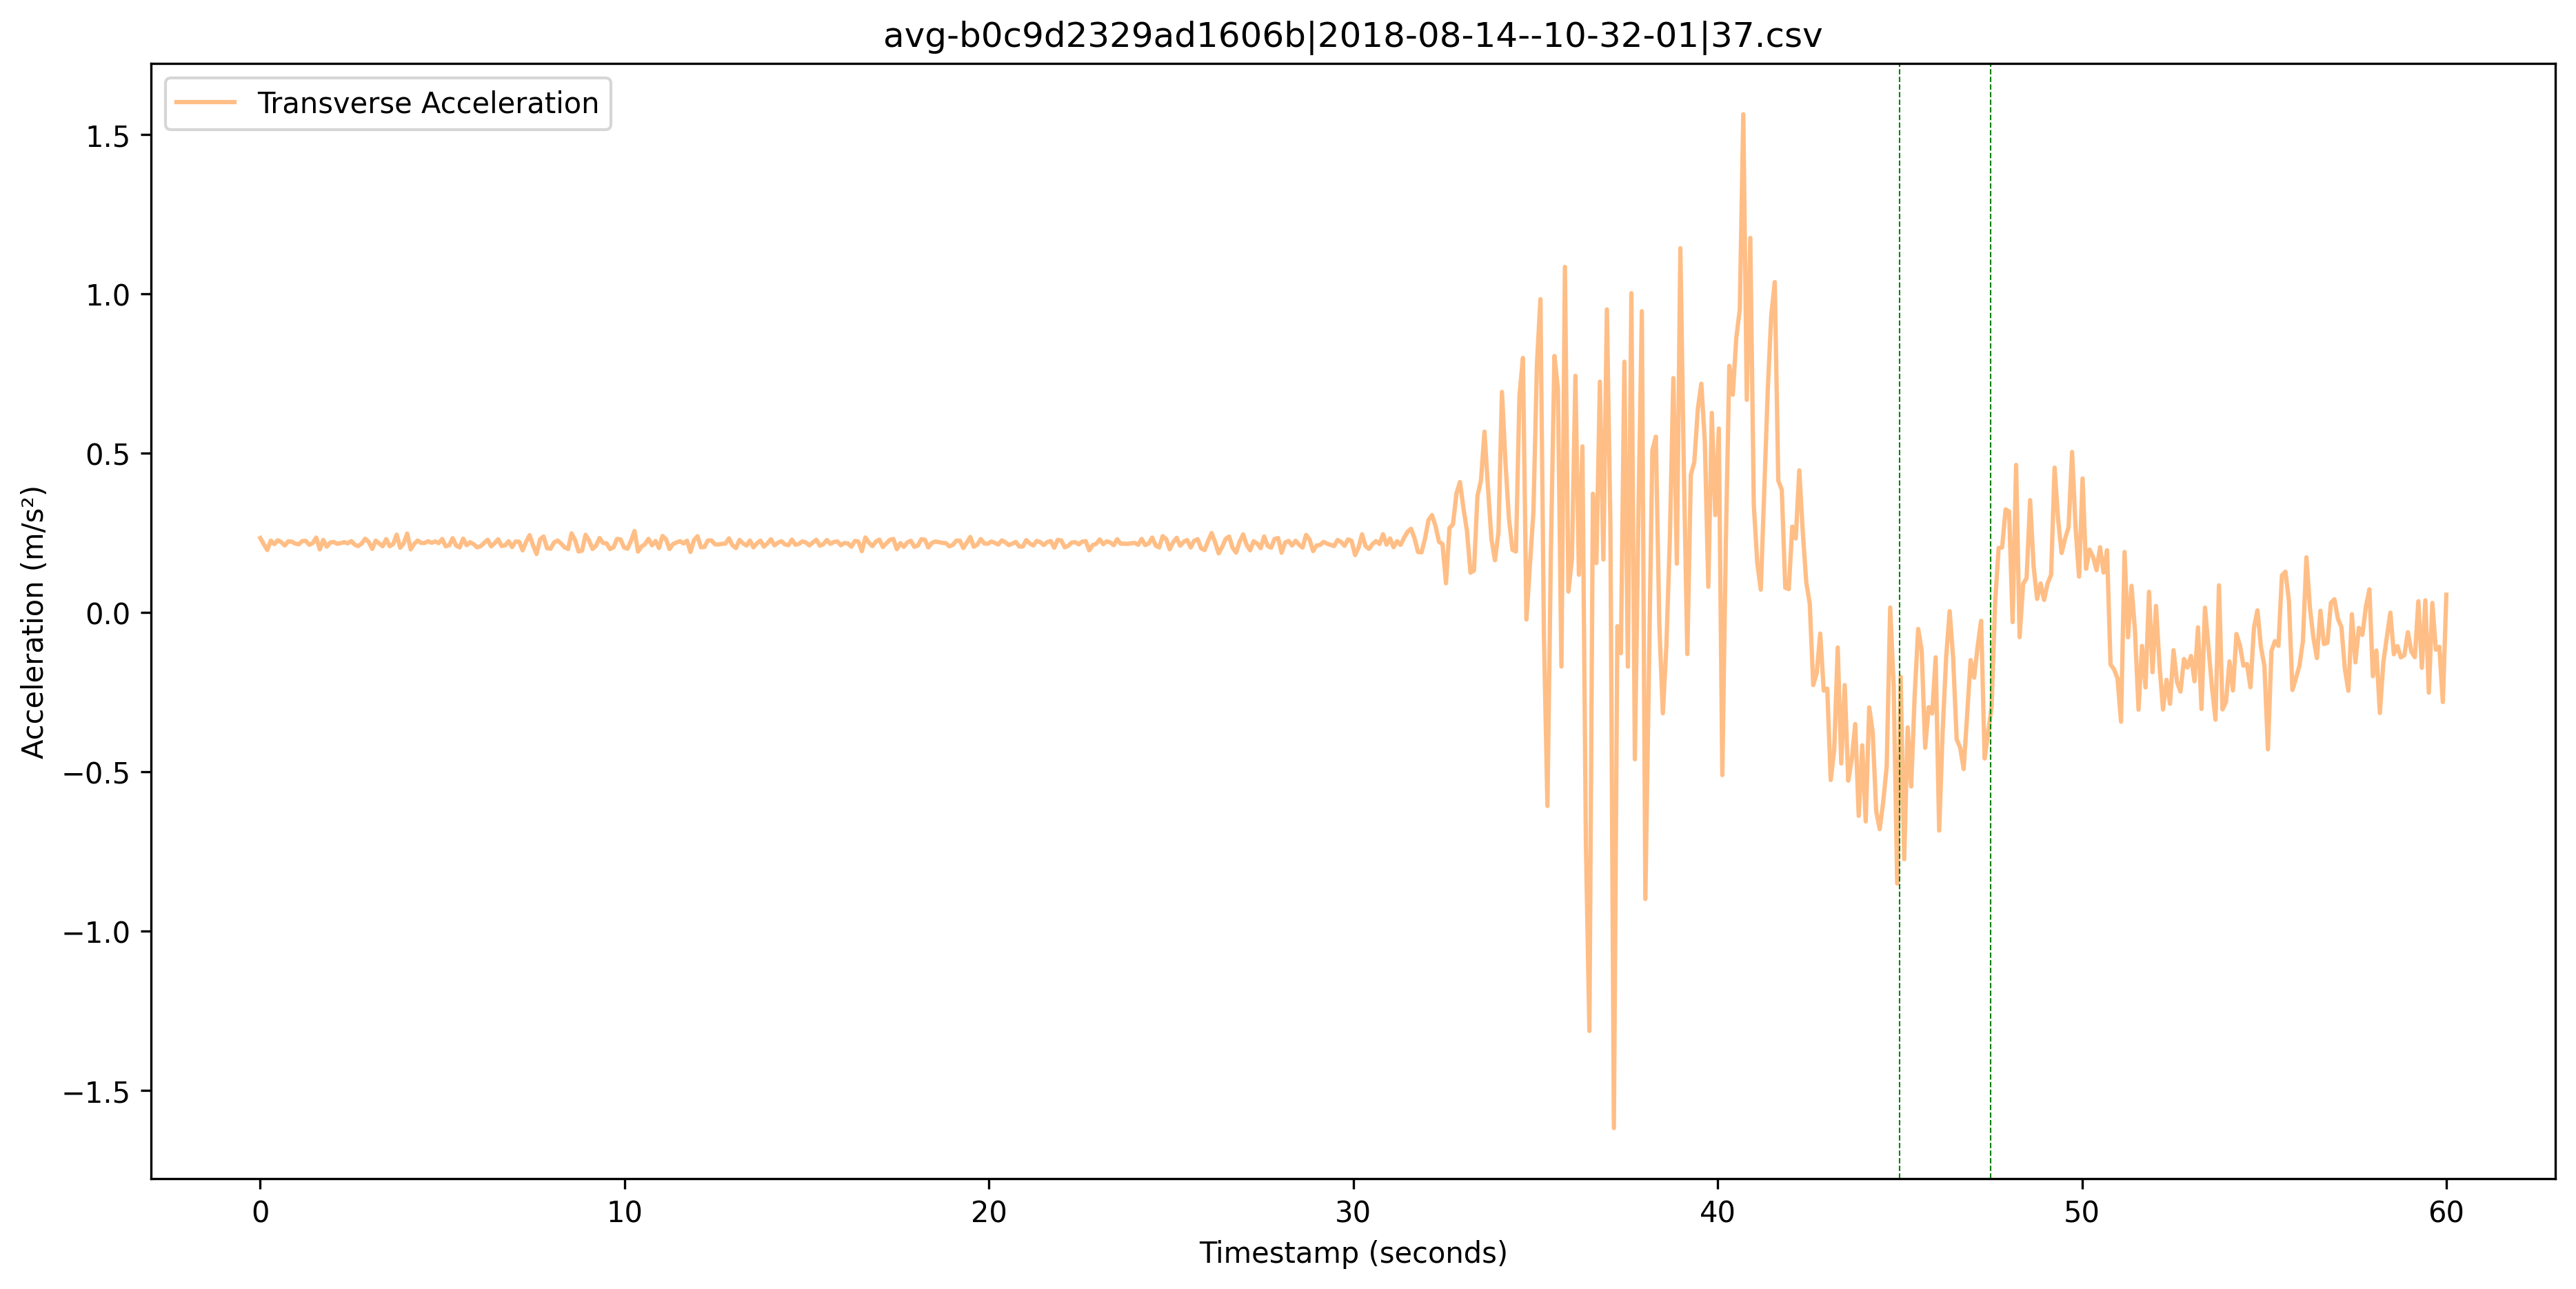 avg-b0c9d2329ad1606b|2018-08-14--10-32-01|37.csv
Transverse Acceleration
1.5
1.0
0.5
0.0
−0.5
−1.0
−1.5
Acceleration (m/s²)
0 10 20 30 40 50 60
Timestamp (seconds)